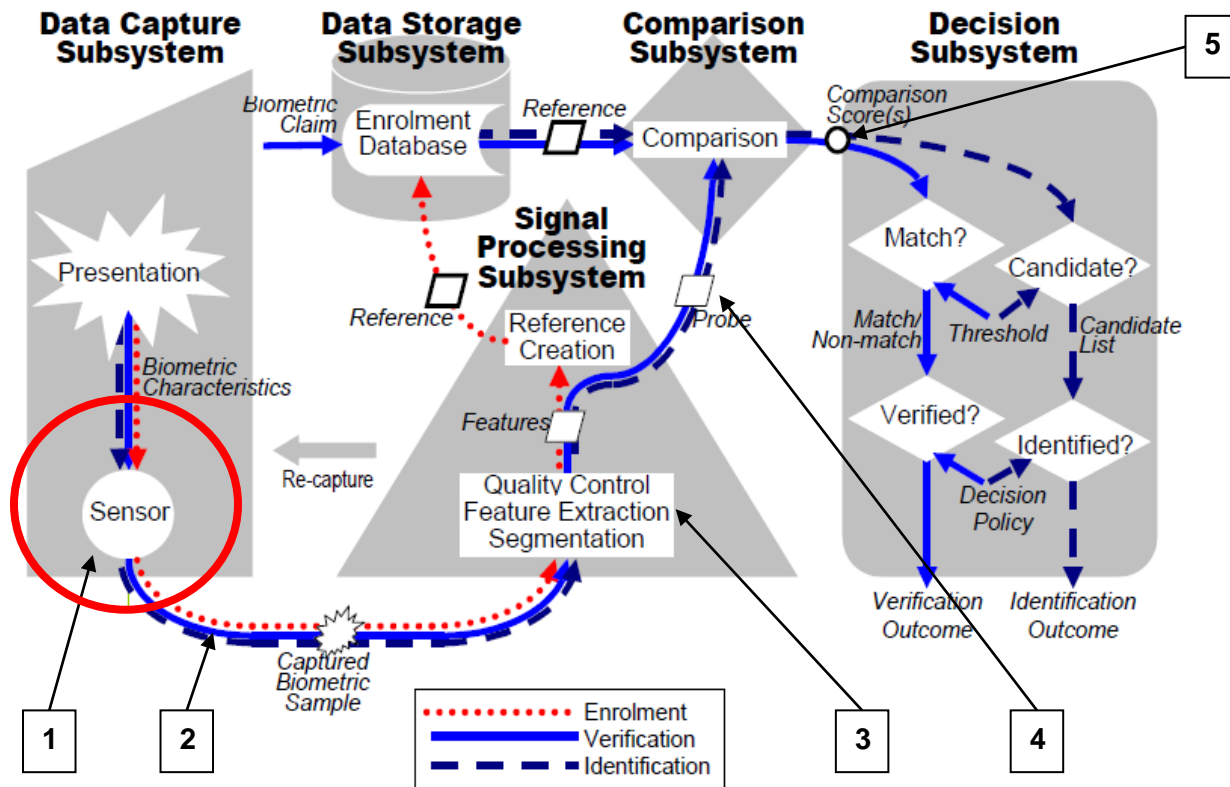 Data Capture
Subsystem
Data Storage
Subsystem
Comparison
Subsystem
Decision
Subsystem
5
Biometric
Claim
Enrolment
Database
Reference
Comparison
Comparison
Score(s)
Presentation
Signal
Processing
Subsystem
Match?
Candidate?
Reference
Reference
Creation
Probe
Match/
Non-match
Threshold
Candidate
List
Biometric
Characteristics
Features
Verified?
Identified?
Re-capture
Sensor
Quality Control
Feature Extraction
Segmentation
Decision
Policy
Verification
Outcome
Identification
Outcome
Captured
Biometric
Sample
1
2
3
4
Enrolment
Verification
Identification